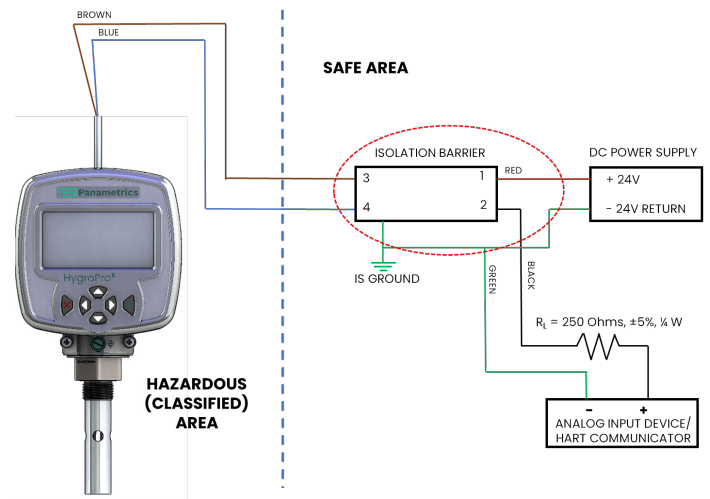 BROWN
BLUE
SAFE AREA
ISOLATION BARRIER
DC POWER SUPPLY
3
1
RED
+ 24V
4
2
- 24V RETURN
Panametrics
IS GROUND
GREEN
BLACK
HygroPro®
R_L = 250 Ohms, ±5%, ¼ W
HAZARDOUS
(CLASSIFIED)
AREA
- +
ANALOG INPUT DEVICE/
HART COMMUNICATOR